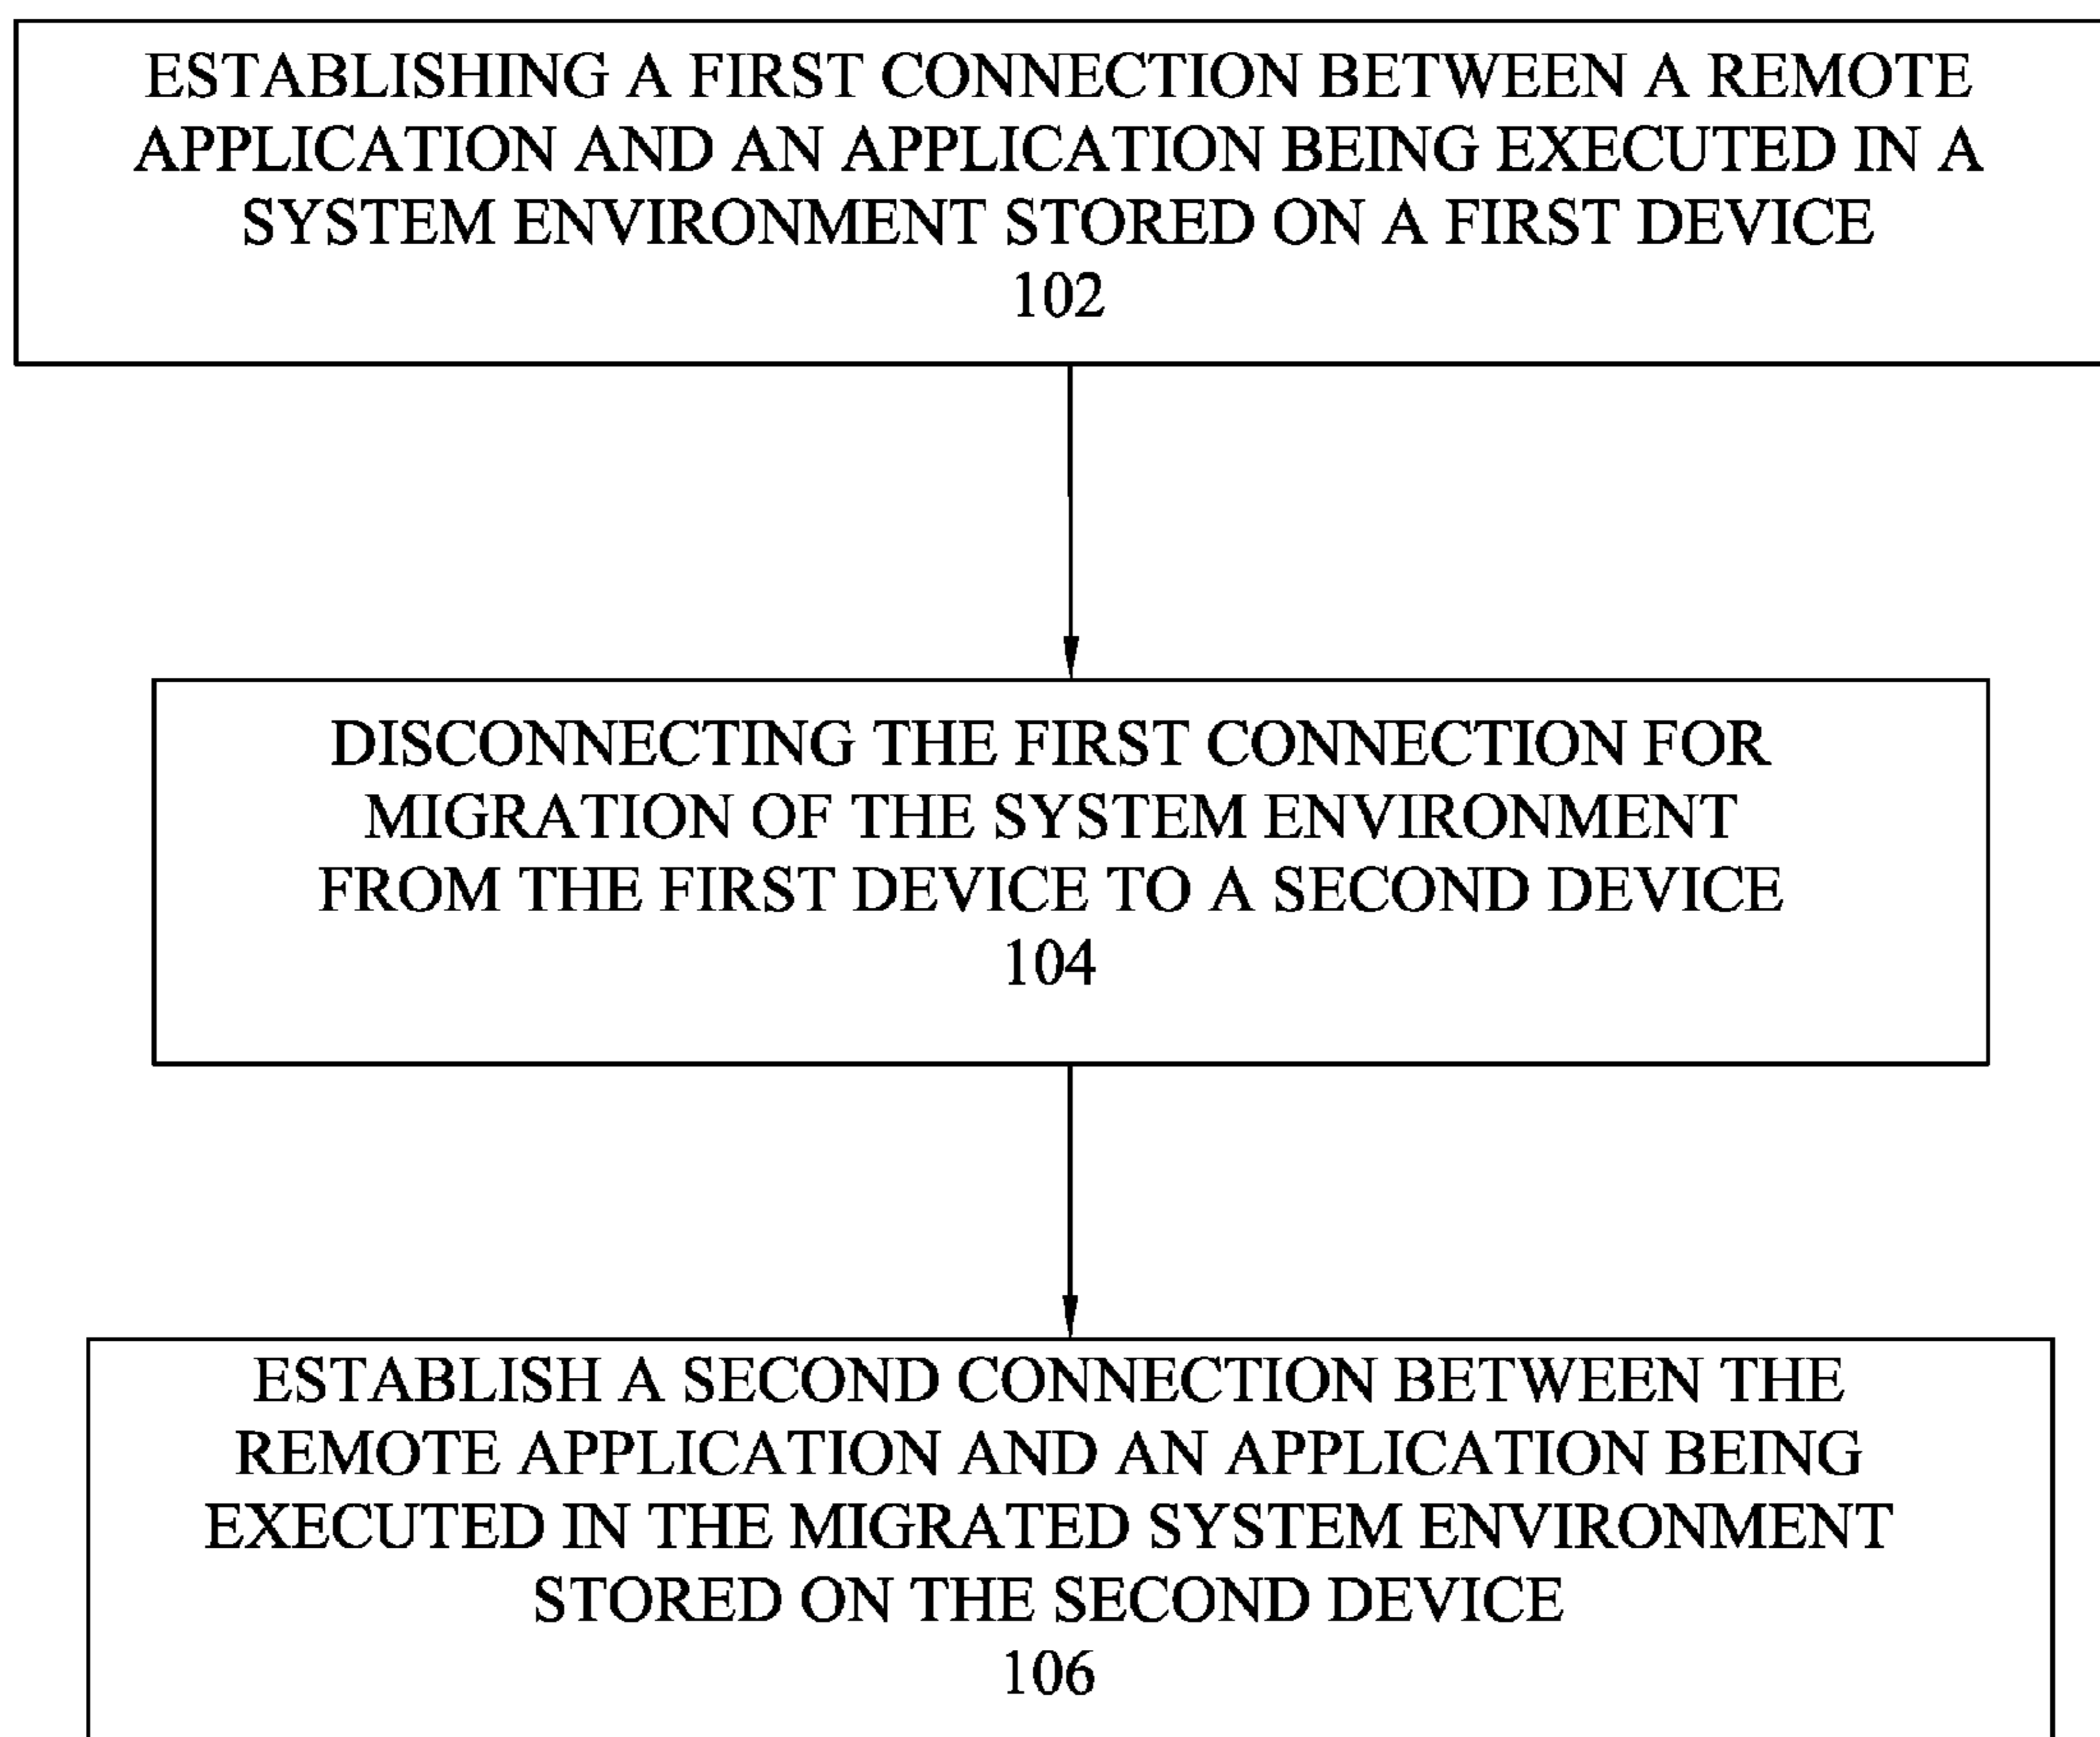 ESTABLISHING A FIRST CONNECTION BETWEEN A REMOTE
APPLICATION AND AN APPLICATION BEING EXECUTED IN A
SYSTEM ENVIRONMENT STORED ON A FIRST DEVICE
102
DISCONNECTING THE FIRST CONNECTION FOR
MIGRATION OF THE SYSTEM ENVIRONMENT
FROM THE FIRST DEVICE TO A SECOND DEVICE
104
ESTABLISH A SECOND CONNECTION BETWEEN THE
REMOTE APPLICATION AND AN APPLICATION BEING
EXECUTED IN THE MIGRATED SYSTEM ENVIRONMENT
STORED ON THE SECOND DEVICE
106